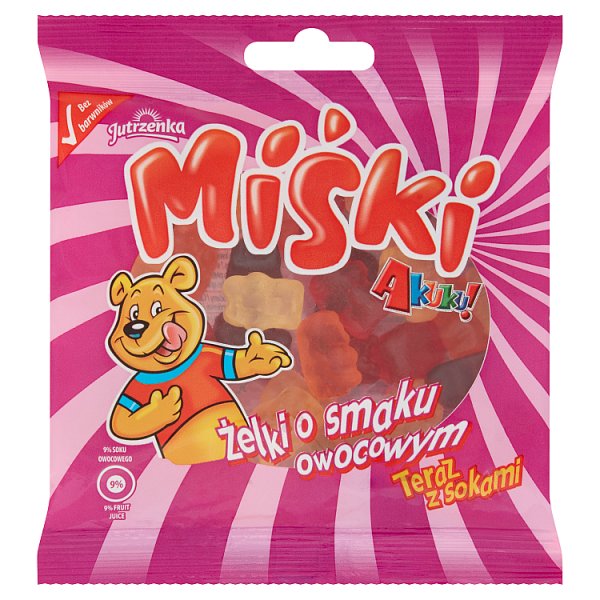 Bez
barwników
Jutrzenka
Miśki
Akuku!
żelki o smaku
owocowym
Teraz
z sokami
9% SOKU
OWOCOWEGO
9%
9% FRUIT
JUICE